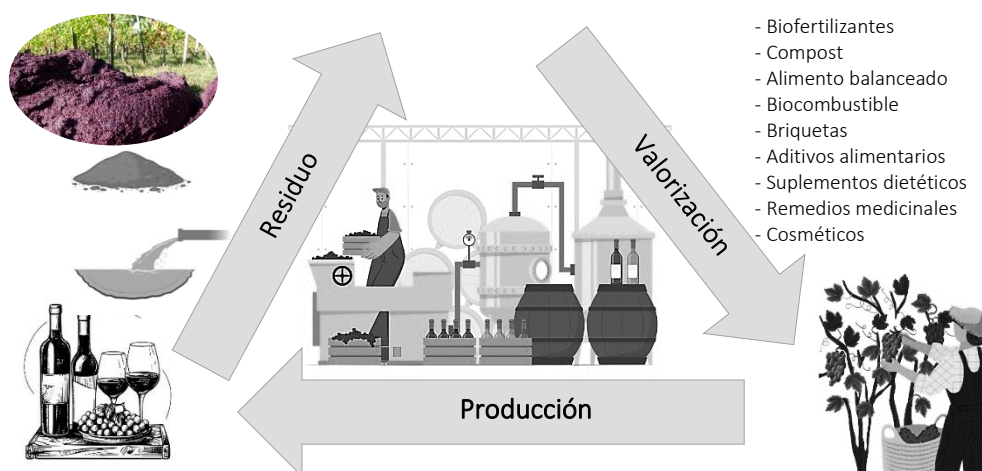 - Biofertilizantes
- Compost
- Alimento balanceado
- Biocombustible
- Briquetas
- Aditivos alimentarios
- Suplementos dietéticos
- Remedios medicinales
- Cosméticos
Residuo
Valorización
Producción